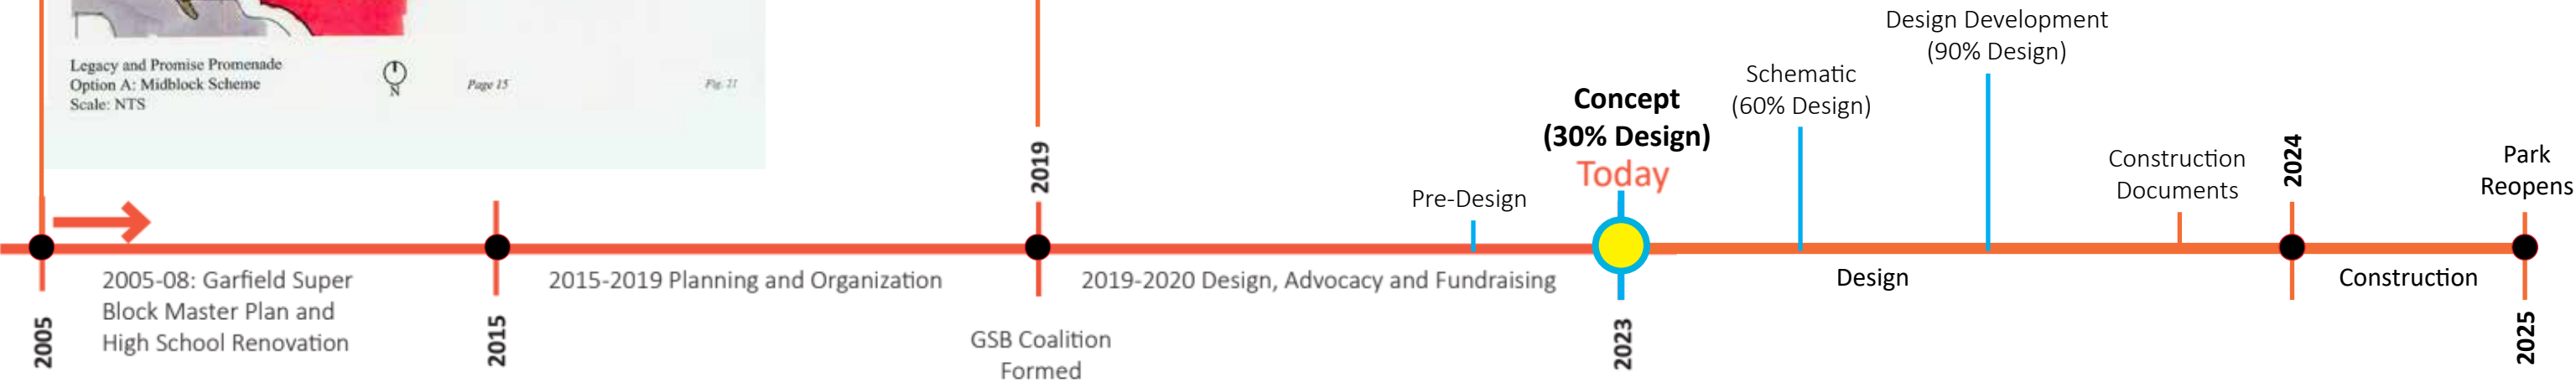 Legacy and Promise Promenade
Option A: Midblock Scheme
Scale: NTS
N
Page 15
Fig. 21
2005
2005-08: Garfield Super
Block Master Plan and
High School Renovation
2015
2015-2019 Planning and Organization
2019
GSB Coalition
Formed
2019-2020 Design, Advocacy and Fundraising
Pre-Design
Concept
(30% Design)
Today
2023
Schematic
(60% Design)
Design Development
(90% Design)
Design
Construction
Documents
2024
Construction
Park
Reopens
2025